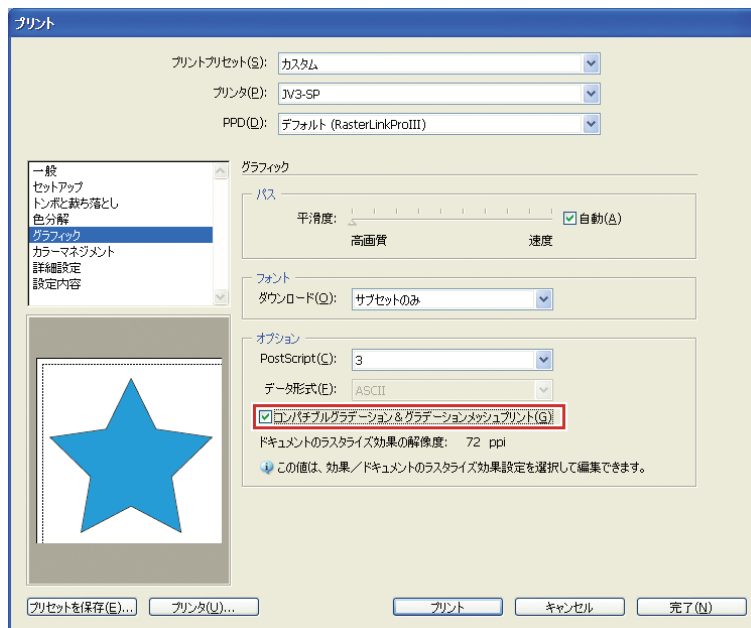 プリント
プリントプリセット(S): カスタム
プリンタ(P): JV3-SP
PPD(D): デフォルト (RasterLinkProIII)
一般
セットアップ
トンボと裁ち落とし
色分解
グラフィック
カラーマネジメント
詳細設定
設定内容
グラフィック
パス
平滑度: 自動(A)
高画質 速度
フォント
ダウンロード(O): サブセットのみ
オプション
PostScript(C): 3
データ形式(F): ASCII
コンパチブルグラデーション&グラデーションメッシュプリント(G)
ドキュメントのラスタライズ効果の解像度: 72 ppi
この値は、効果／ドキュメントのラスタライズ効果設定を選択して編集できます。
プリセットを保存(E)... プリンタ(U)... プリント キャンセル 完了(N)